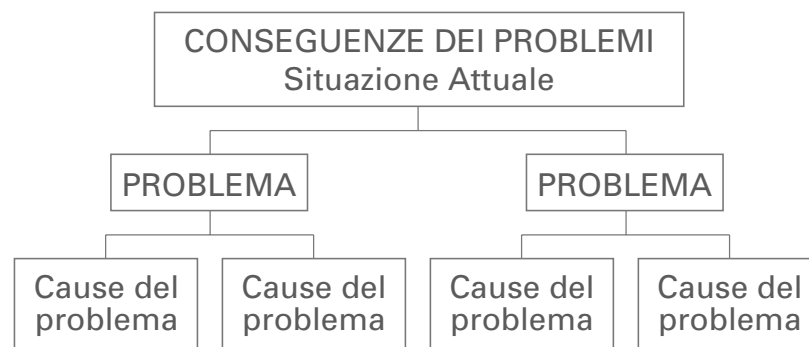 CONSEGUENZE DEI PROBLEMI
Situazione Attuale
PROBLEMA
PROBLEMA
Cause del
problema
Cause del
problema
Cause del
problema
Cause del
problema